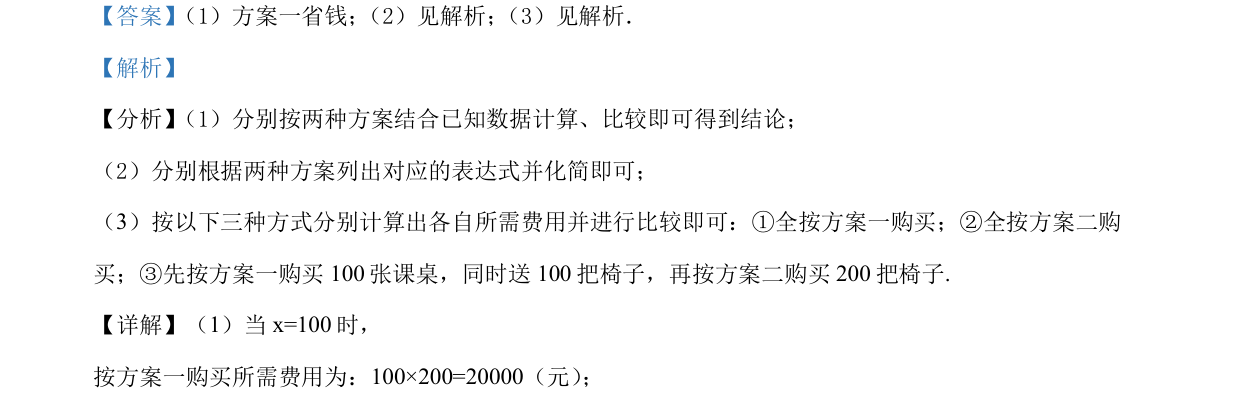 【答案】（1）方案一省钱；（2）见解析；（3）见解析.
【解析】
【分析】（1）分别按两种方案结合已知数据计算、比较即可得到结论；
（2）分别根据两种方案列出对应的表达式并化简即可；
（3）按以下三种方式分别计算出各自所需费用并进行比较即可：①全按方案一购买；②全按方案二购
买；③先按方案一购买 100 张课桌，同时送 100 把椅子，再按方案二购买 200 把椅子.
【详解】（1）当 x=100 时，
按方案一购买所需费用为：100×200=20000（元）；